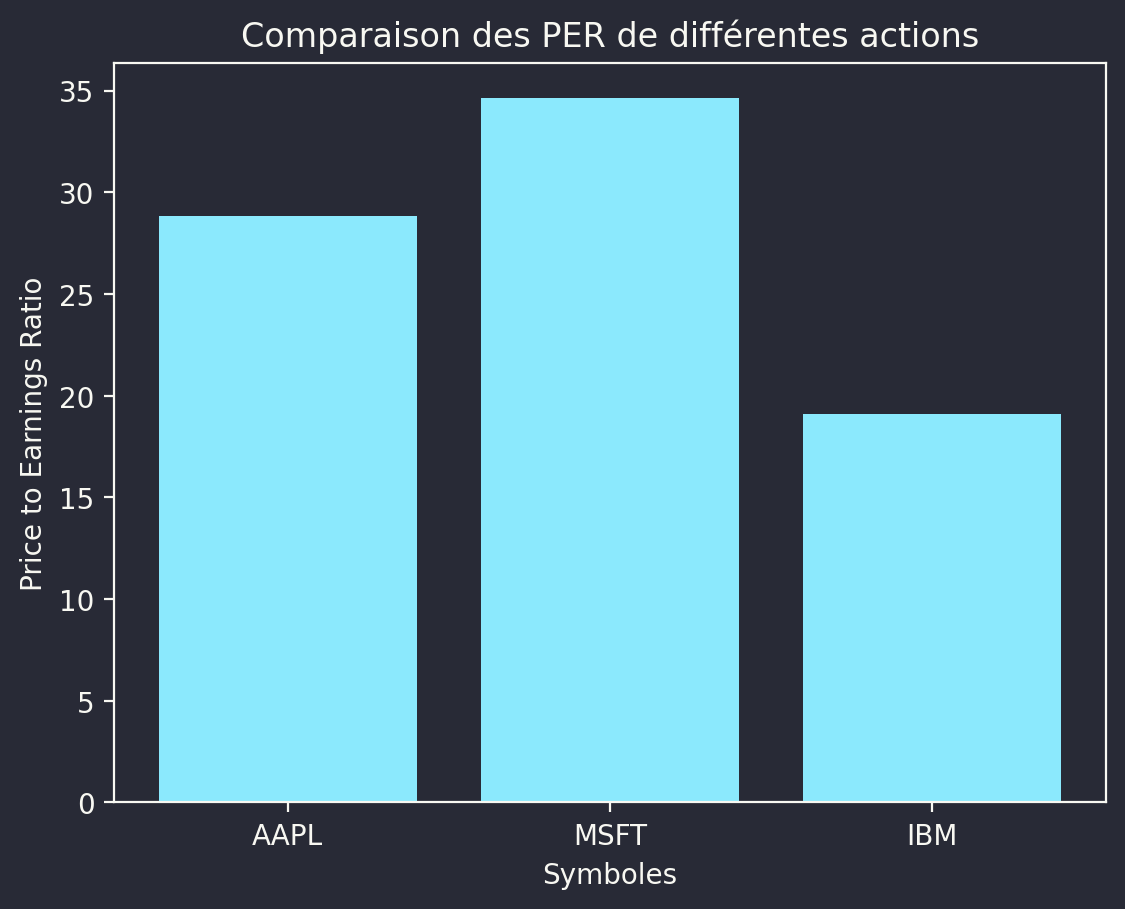 Comparaison des PER de différentes actions
Price to Earnings Ratio
35
30
25
20
15
10
5
0
AAPL
MSFT
IBM
Symboles